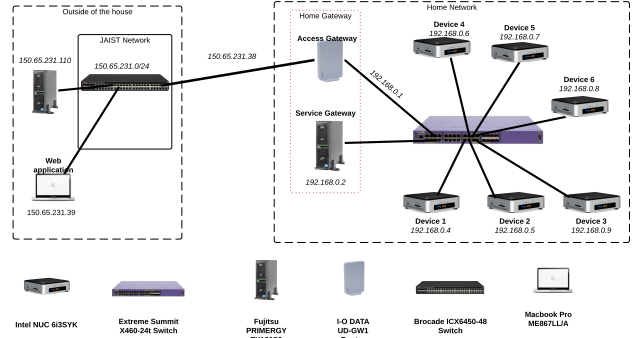 Outside of the house
Home Network
Home Gateway
JAIST Network
Access Gateway
Device 4
192.168.0.6
Device 5
192.168.0.7
150.65.231.38
150.65.231.110
150.65.231.0/24
192.168.0.1
Device 6
192.168.0.8
Service Gateway
Web
application
192.168.0.2
150.65.231.39
Device 1
192.168.0.4
Device 2
192.168.0.5
Device 3
192.168.0.9
Intel NUC 6i3SYK
Extreme Summit
X460-24t Switch
Fujitsu
PRIMERGY
I-O DATA
UD-GW1
Brocade ICX6450-48
Switch
Macbook Pro
ME867LL/A